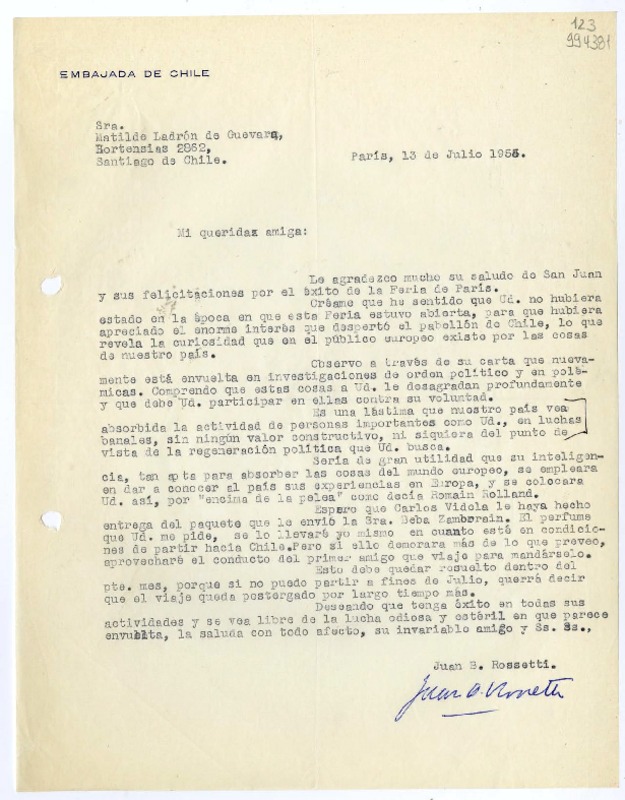 123
994381
EMBAJADA DE CHILE
Sra.
Matilde Ladrón de Guevara,
Hortensias 2862,
Santiago de Chile.
París, 13 de Julio 1955.
Mi queridaz amiga:
Le agradezco mucho su saludo de San Juan
y sus felicitaciones por el éxito de la Feria de París.
Créame que he sentido que Ud. no hubiera
estado en la época en que esta Feria estuvo abierta, para que hubiera
apreciado el enorme interés que despertó el pabellón de Chile, lo que
revela la curiosidad que en el público europeo existe por las cosas
de nuestro país.
Observo a través de su carta que nueva-
mente está envuelta en investigaciones de orden político y en polé-
micas. Comprendo que estas cosas a Ud. le desagradan profundamente
y que debe Ud. participar en ellas contra su voluntad.
Es una lástima que nuestro país vea
absorbida la actividad de personas importantes como Ud., en luchas
banales, sin ningún valor constructivo, ni siquiera del punto de
vista de la regeneración política que Ud. busca.
Sería de gran utilidad que su inteligen-
cia, tan apta para absorber las cosas del mundo europeo, se empleara
en dar a conocer al país sus experiencias en Europa, y se colocara
Ud. así, por "encima de la pelea" como decía Romain Rolland.
Espero que Carlos Videla le haya hecho
entrega del paquete que le envió la Sra. Beba Zambrrain. El perfume
que Ud. me pide, se lo llevaré yo mismo en cuanto esté en condicio-
nes de partir hacia Chile.Pero si ello demorara más de lo que preveo,
aprovecharé el conducto del primer amigo que viaje para mandárselo.
Esto debe quedar resuelto dentro del
pte. mes, porque si no puedo partir a fines de Julio, querrá decir
que el viaje queda postergado por largo tiempo más.
Deseando que tenga éxito en todas sus
actividades y se vea libre de la lucha odiosa y estéril en que parece
envuelta, la saluda con todo afecto, su invariable amigo y Ss. Ss.,
Juan B. Rossetti.